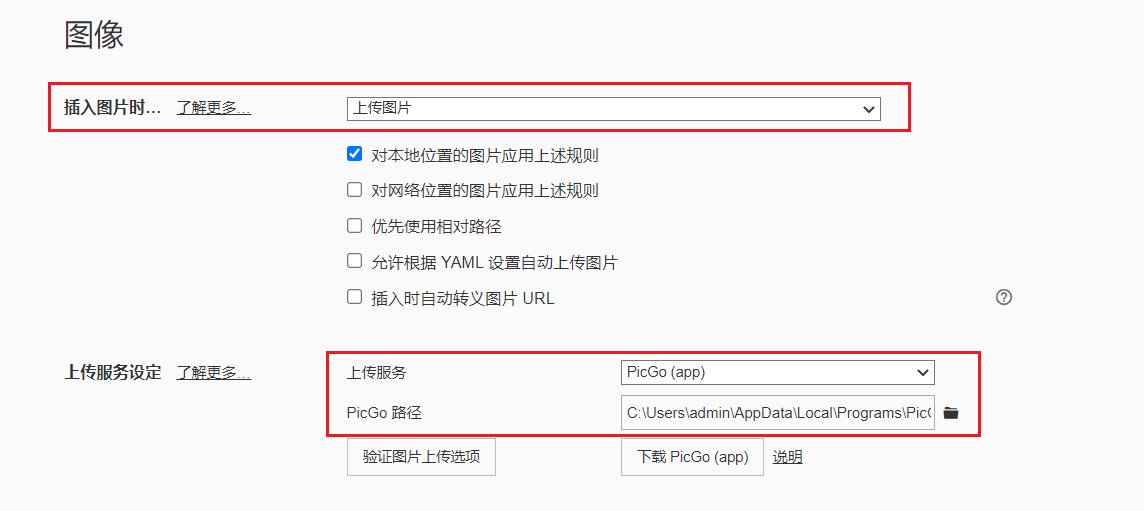 图像
插入图片时... 了解更多... 上传图片
对本地位置的图片应用上述规则
对网络位置的图片应用上述规则
优先使用相对路径
允许根据 YAML 设置自动上传图片
插入时自动转义图片 URL
上传服务设定 了解更多... 上传服务 PicGo (app)
PicGo 路径 C:\Users\admin\AppData\Local\Programs\Pic
验证图片上传选项 下载 PicGo (app) 说明